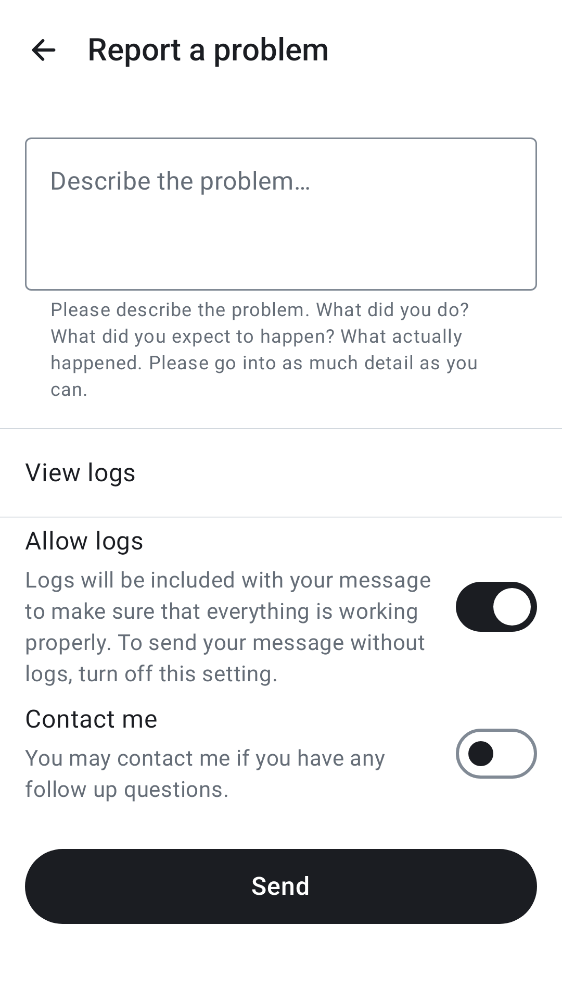 Report a problem
Describe the problem…
Please describe the problem. What did you do?
What did you expect to happen? What actually
happened. Please go into as much detail as you
can.
View logs
Allow logs
Logs will be included with your message
to make sure that everything is working
properly. To send your message without
logs, turn off this setting.
Contact me
You may contact me if you have any
follow up questions.
Send